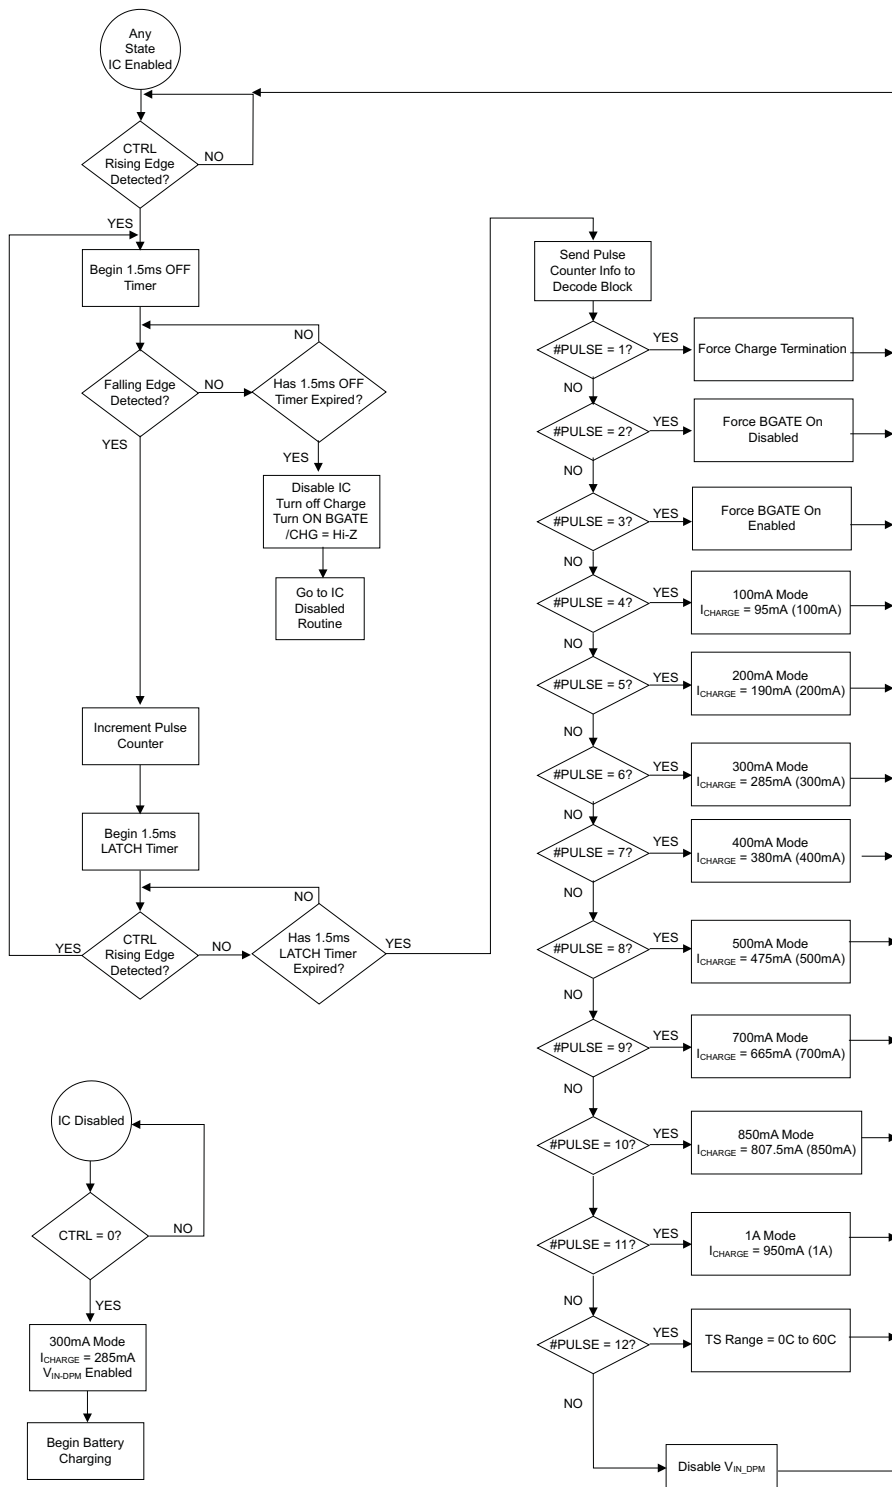 Any
State
IC Enabled
CTRL
Rising Edge
Detected?
NO
YES
Begin 1.5ms OFF
Timer
NO
Falling Edge
Detected?
NO
Has 1.5ms OFF
Timer Expired?
YES
YES
Disable IC
Turn off Charge
Turn ON BGATE
/CHG = Hi-Z
Go to IC
Disabled
Routine
Increment Pulse
Counter
Begin 1.5ms
LATCH Timer
NO
YES
CTRL
Rising Edge
Detected?
NO
Has 1.5ms
LATCH Timer
Expired?
YES
IC Disabled
CTRL = 0?
NO
YES
300mA Mode
ICHARGE = 285mA
VIN-DPM Enabled
Begin Battery
Charging
Send Pulse
Counter Info to
Decode Block
#PULSE = 1?
YES
Force Charge Termination
NO
#PULSE = 2?
YES
Force BGATE On
Disabled
NO
#PULSE = 3?
YES
Force BGATE On
Enabled
NO
#PULSE = 4?
YES
100mA Mode
ICHARGE = 95mA (100mA)
NO
#PULSE = 5?
YES
200mA Mode
ICHARGE = 190mA (200mA)
NO
#PULSE = 6?
YES
300mA Mode
ICHARGE = 285mA (300mA)
NO
#PULSE = 7?
YES
400mA Mode
ICHARGE = 380mA (400mA)
NO
#PULSE = 8?
YES
500mA Mode
ICHARGE = 475mA (500mA)
NO
#PULSE = 9?
YES
700mA Mode
ICHARGE = 665mA (700mA)
NO
#PULSE = 10?
YES
850mA Mode
ICHARGE = 807.5mA (850mA)
#PULSE = 11?
YES
1A Mode
ICHARGE = 950mA (1A)
NO
#PULSE = 12?
YES
TS Range = 0C to 60C
NO
Disable VIN_DPM